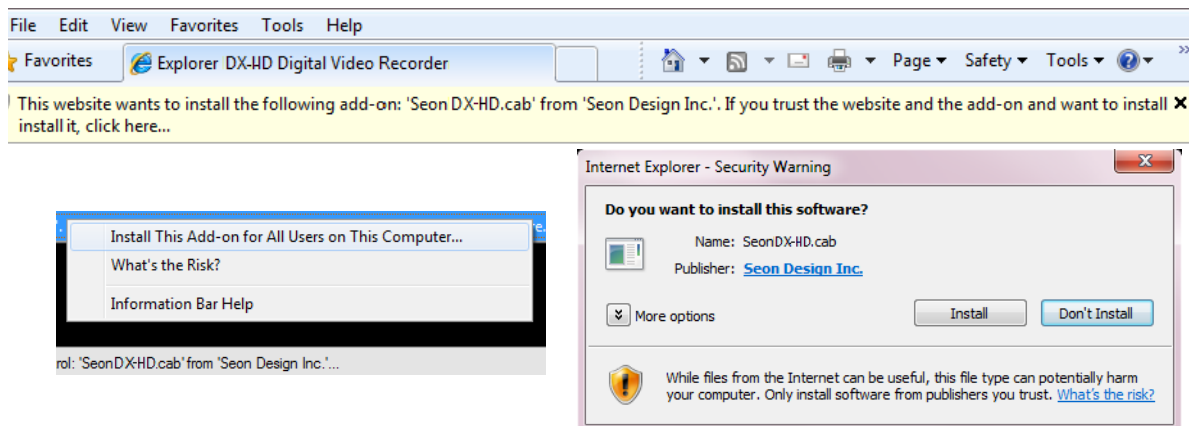 File Edit View Favorites Tools Help
Favorites Explorer DX-HD Digital Video Recorder Page Safety Tools
This website wants to install the following add-on: 'Seon DX-HD.cab' from 'Seon Design Inc.'. If you trust the website and the add-on and want to install
install it, click here...
Install This Add-on for All Users on This Computer...
What's the Risk?
Information Bar Help
rol: 'SeonDX-HD.cab' from 'Seon Design Inc.'...
Internet Explorer - Security Warning
Do you want to install this software?
Name: SeonDX-HD.cab
Publisher: Seon Design Inc.
More options Install Don't Install
While files from the Internet can be useful, this file type can potentially harm
your computer. Only install software from publishers you trust. What's the risk?